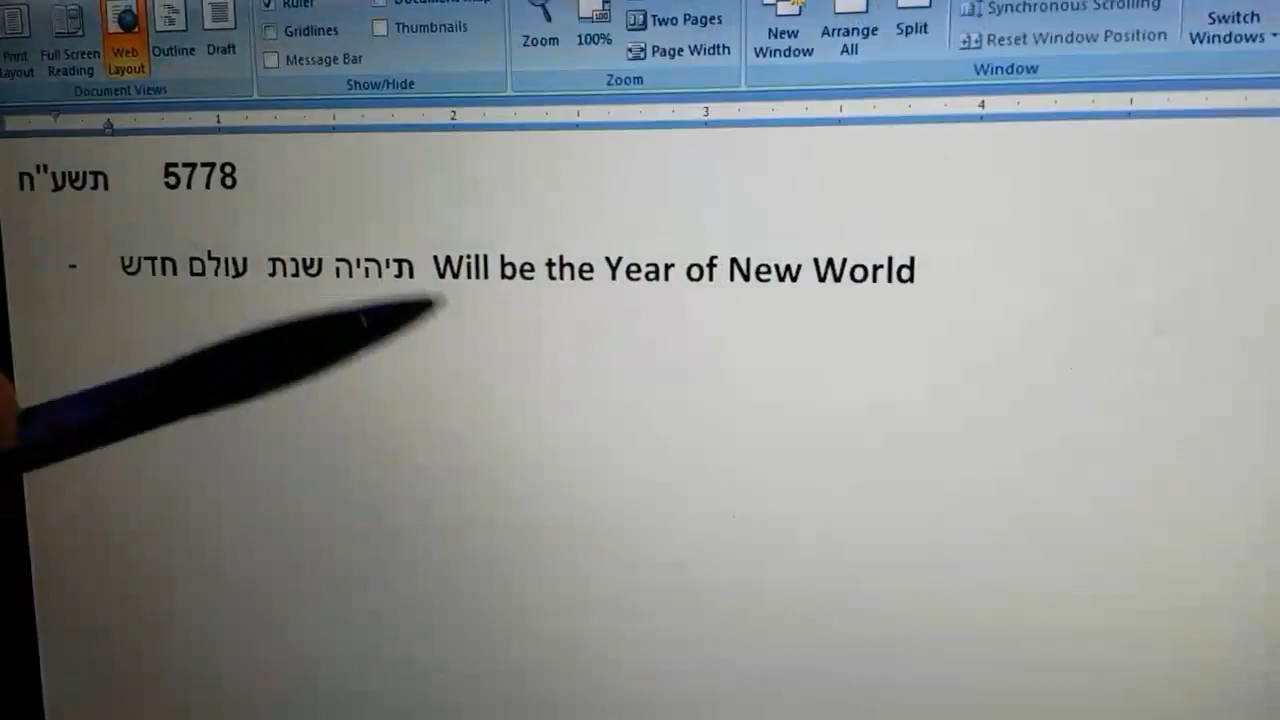 Ruler
Gridlines
Message Bar
Thumbnails
Print Layout
Full Screen Reading
Web Layout
Outline
Draft
Document Views
Show/Hide
Zoom
100%
Two Pages
Page Width
Zoom
New Window
Arrange All
Split
Synchronous Scrolling
Reset Window Position
Switch Windows
Window
1 2 3 4
תשע"ח 5778
- תיהיה שנת עולם חדש Will be the Year of New World